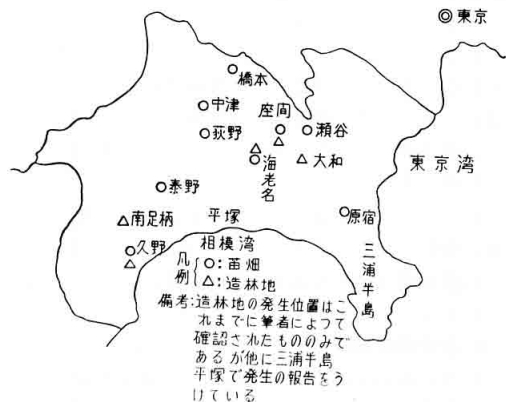 ◎東京
橋本
中津
座間
荻野
瀬谷
海老名
大和
東京湾
泰野
南足柄
平塚
原宿
久野
相模湾
三浦半島
凡例
○:苗畑
△:造林地
備考:造林地の発生位置はこ
れまでに筆者によつて
確認されたもののみで
あるが他に三浦半島
平塚で発生の報告をう
けている